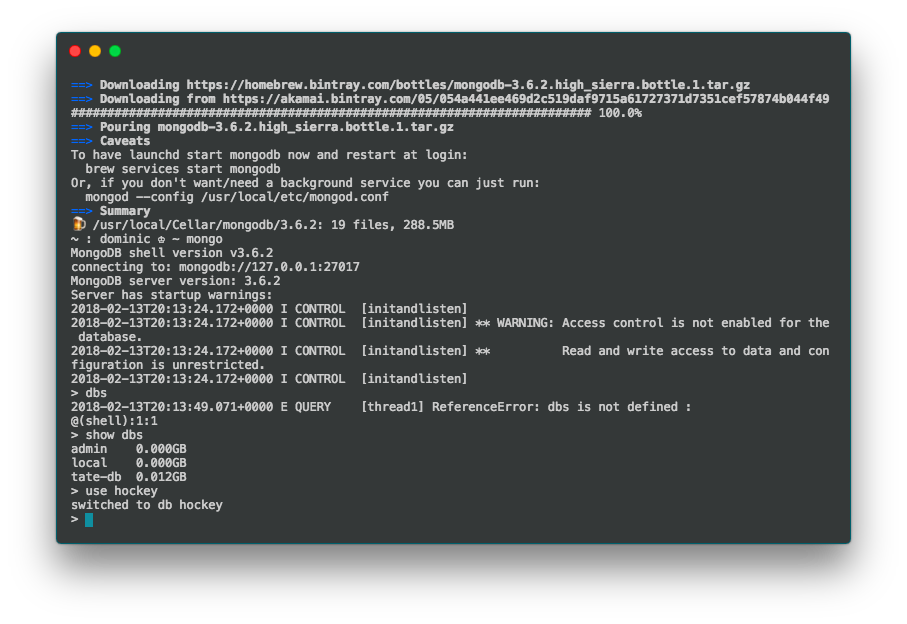 ==> Downloading https://homebrew.bintray.com/bottles/mongodb-3.6.2.high_sierra.bottle.1.tar.gz
==> Downloading from https://akamai.bintray.com/05/054a441ee469d2c519daf9715a61727371d7351cef57874b044f49
######################################################################## 100.0%
==> Pouring mongodb-3.6.2.high_sierra.bottle.1.tar.gz
==> Caveats
To have launchd start mongodb now and restart at login:
  brew services start mongodb
Or, if you don't want/need a background service you can just run:
  mongod --config /usr/local/etc/mongod.conf
==> Summary
🍺 /usr/local/Cellar/mongodb/3.6.2: 19 files, 288.5MB
~ : dominic ♔ ~ mongo
MongoDB shell version v3.6.2
connecting to: mongodb://127.0.0.1:27017
MongoDB server version: 3.6.2
Server has startup warnings:
2018-02-13T20:13:24.172+0000 I CONTROL  [initandlisten]
2018-02-13T20:13:24.172+0000 I CONTROL  [initandlisten] ** WARNING: Access control is not enabled for the
 database.
2018-02-13T20:13:24.172+0000 I CONTROL  [initandlisten] **          Read and write access to data and con
figuration is unrestricted.
2018-02-13T20:13:24.172+0000 I CONTROL  [initandlisten]
> dbs
2018-02-13T20:13:49.071+0000 E QUERY    [thread1] ReferenceError: dbs is not defined :
@(shell):1:1
> show dbs
admin    0.000GB
local    0.000GB
tate-db  0.012GB
> use hockey
switched to db hockey
>